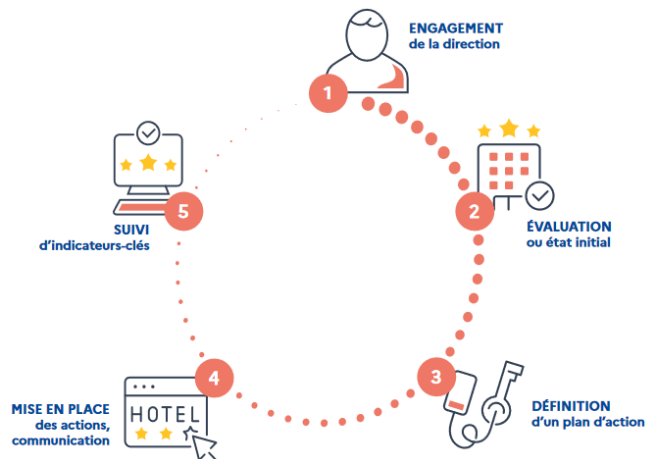 1
ENGAGEMENT
de la direction
2
ÉVALUATION
ou état initial
3
DÉFINITION
d'un plan d'action
4
HOTEL
MISE EN PLACE
des actions,
communication
5
SUIVI
d'indicateurs-clés